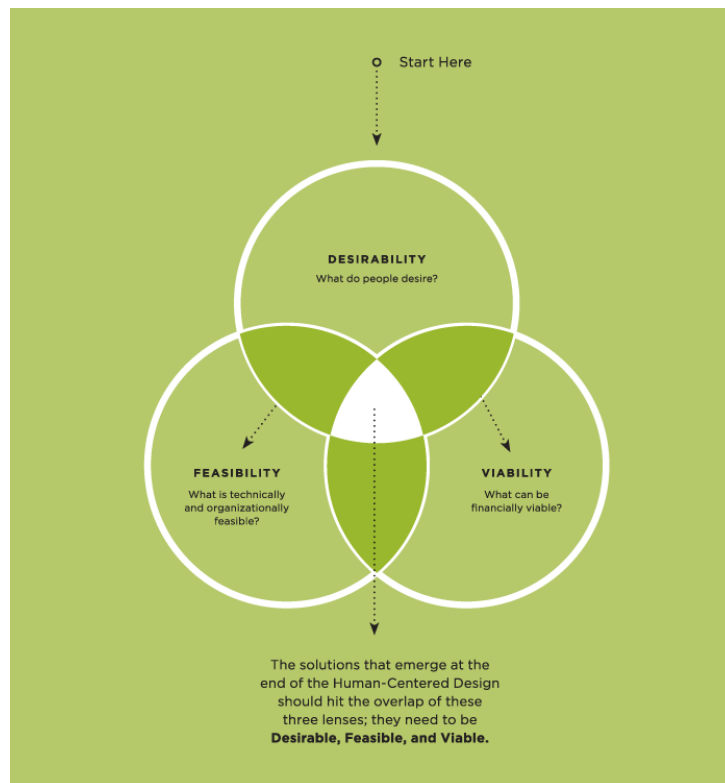 Start Here
DESIRABILITY
What do people desire?
FEASIBILITY
What is technically
and organizationally
feasible?
VIABILITY
What can be
financially viable?
The solutions that emerge at the
end of the Human-Centered Design
should hit the overlap of these
three lenses; they need to be
Desirable, Feasible, and Viable.